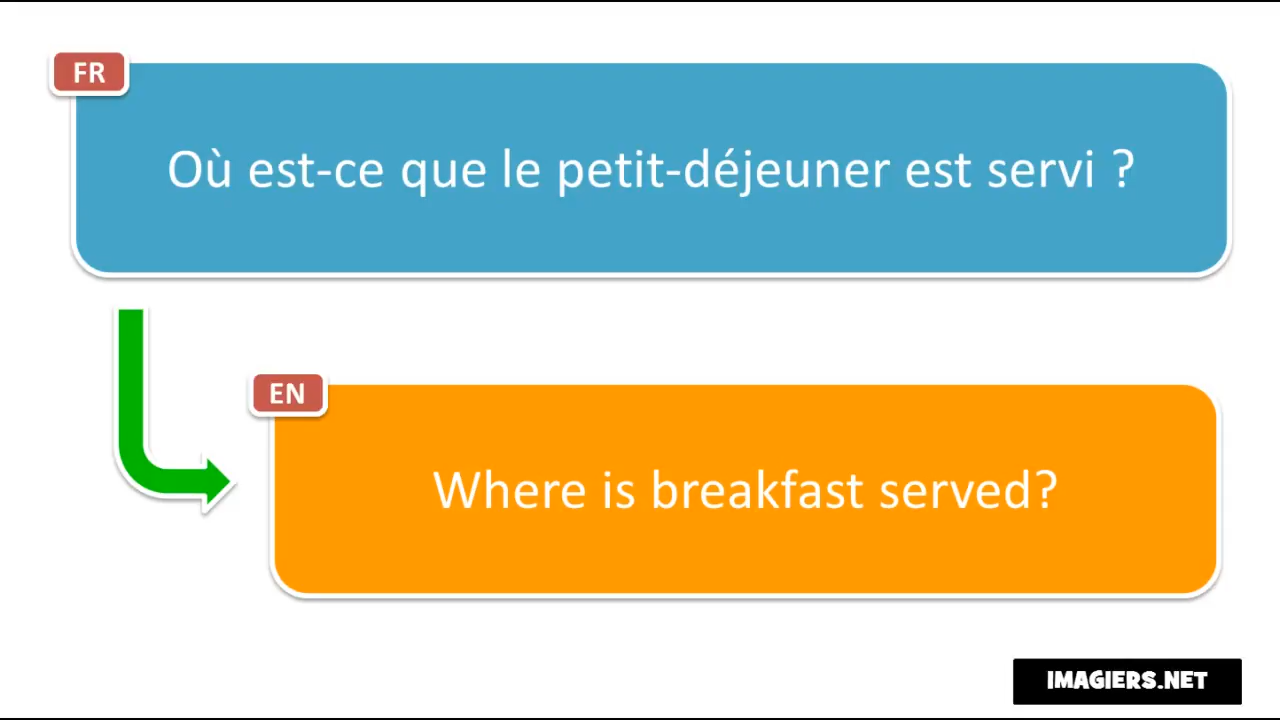 FR
Où est-ce que le petit-déjeuner est servi ?
EN
Where is breakfast served?
IMAGIERS.NET